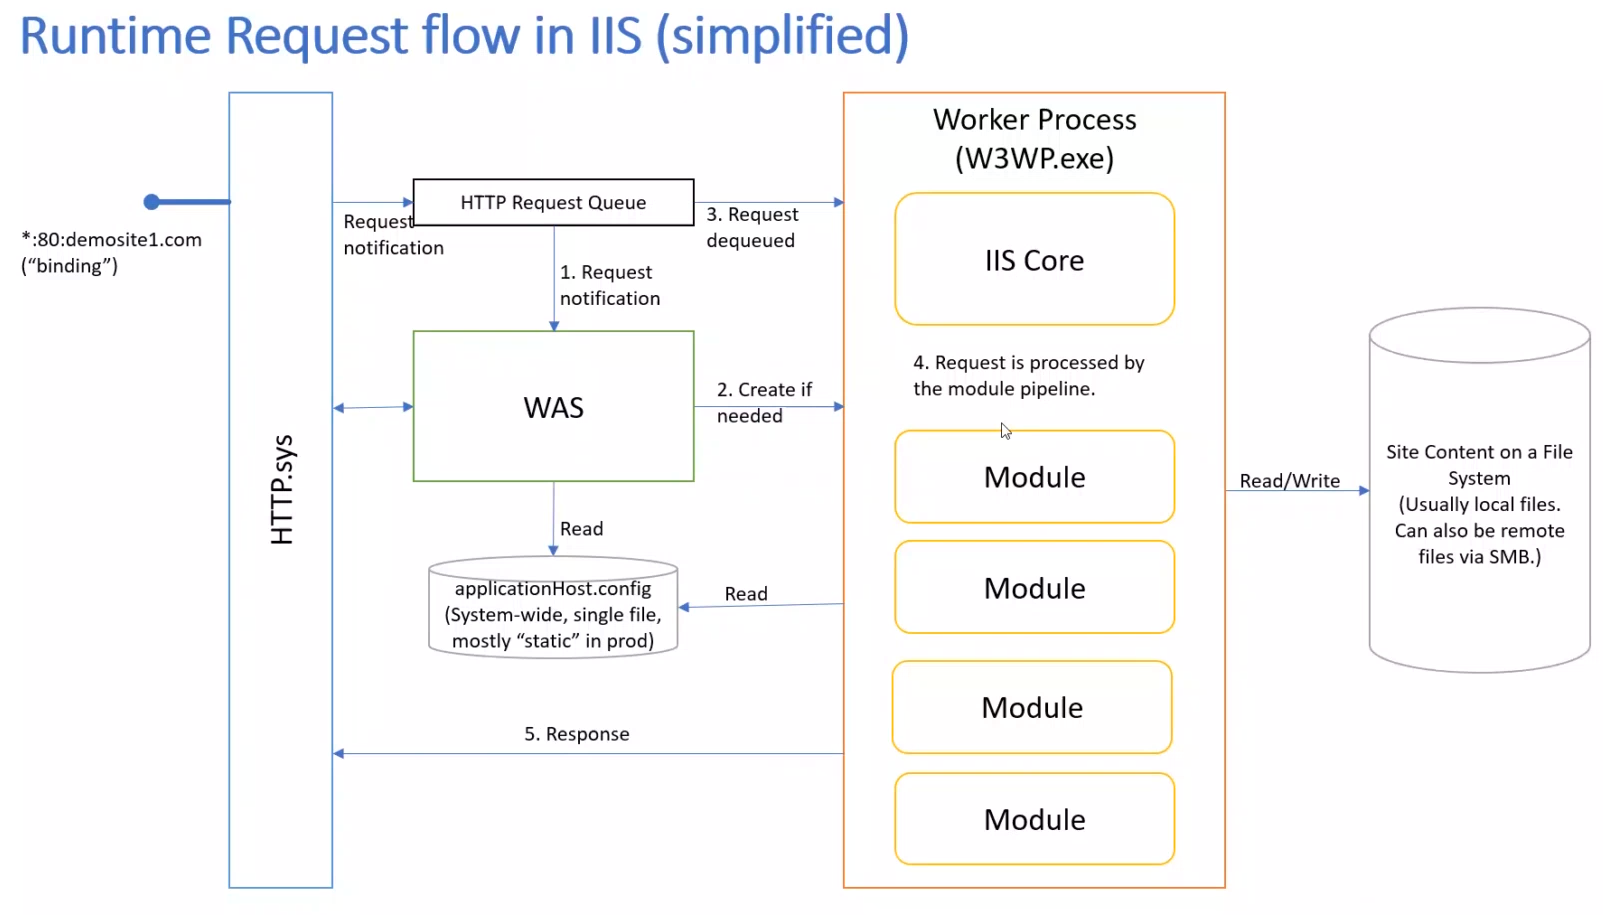 Runtime Request flow in IIS (simplified)
*:80:demosite1.com
(“binding”)
HTTP.sys
Request
notification
HTTP Request Queue
1. Request
notification
3. Request
dequeued
WAS
2. Create if
needed
Read
applicationHost.config
(System-wide, single file,
mostly “static” in prod)
Read
5. Response
Worker Process
(W3WP.exe)
IIS Core
4. Request is processed by
the module pipeline.
Module
Module
Module
Module
Read/Write
Site Content on a File
System
(Usually local files.
Can also be remote
files via SMB.)